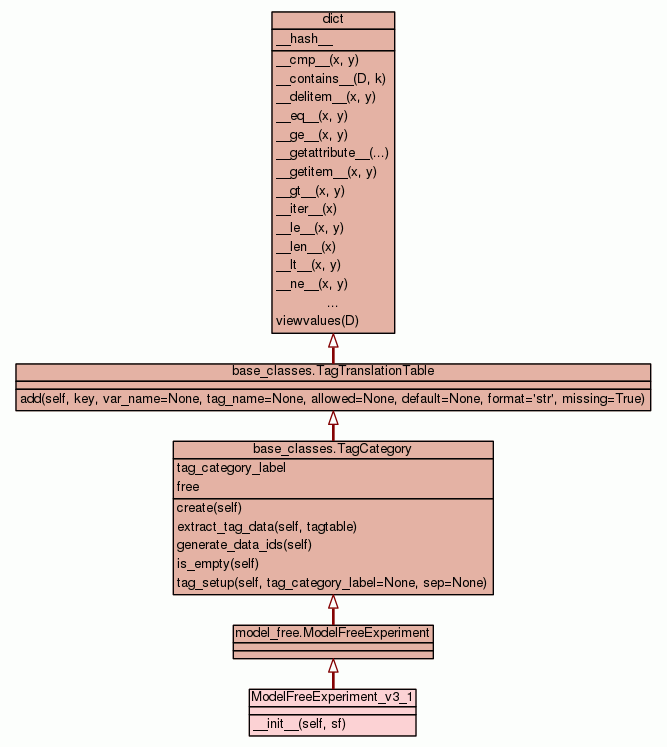 dict
__hash__
__cmp__(x, y)
__contains__(D, k)
__delitem__(x, y)
__eq__(x, y)
__ge__(x, y)
__getattribute__(...)
__getitem__(x, y)
__gt__(x, y)
__iter__(x)
__le__(x, y)
__len__(x)
__lt__(x, y)
__ne__(x, y)
...
viewvalues(D)
base_classes.TagTranslationTable
add(self, key, var_name=None, tag_name=None, allowed=None, default=None, format='str', missing=True)
base_classes.TagCategory
tag_category_label
free
create(self)
extract_tag_data(self, tagtable)
generate_data_ids(self)
is_empty(self)
tag_setup(self, tag_category_label=None, sep=None)
model_free.ModelFreeExperiment
ModelFreeExperiment_v3_1
__init__(self, sf)